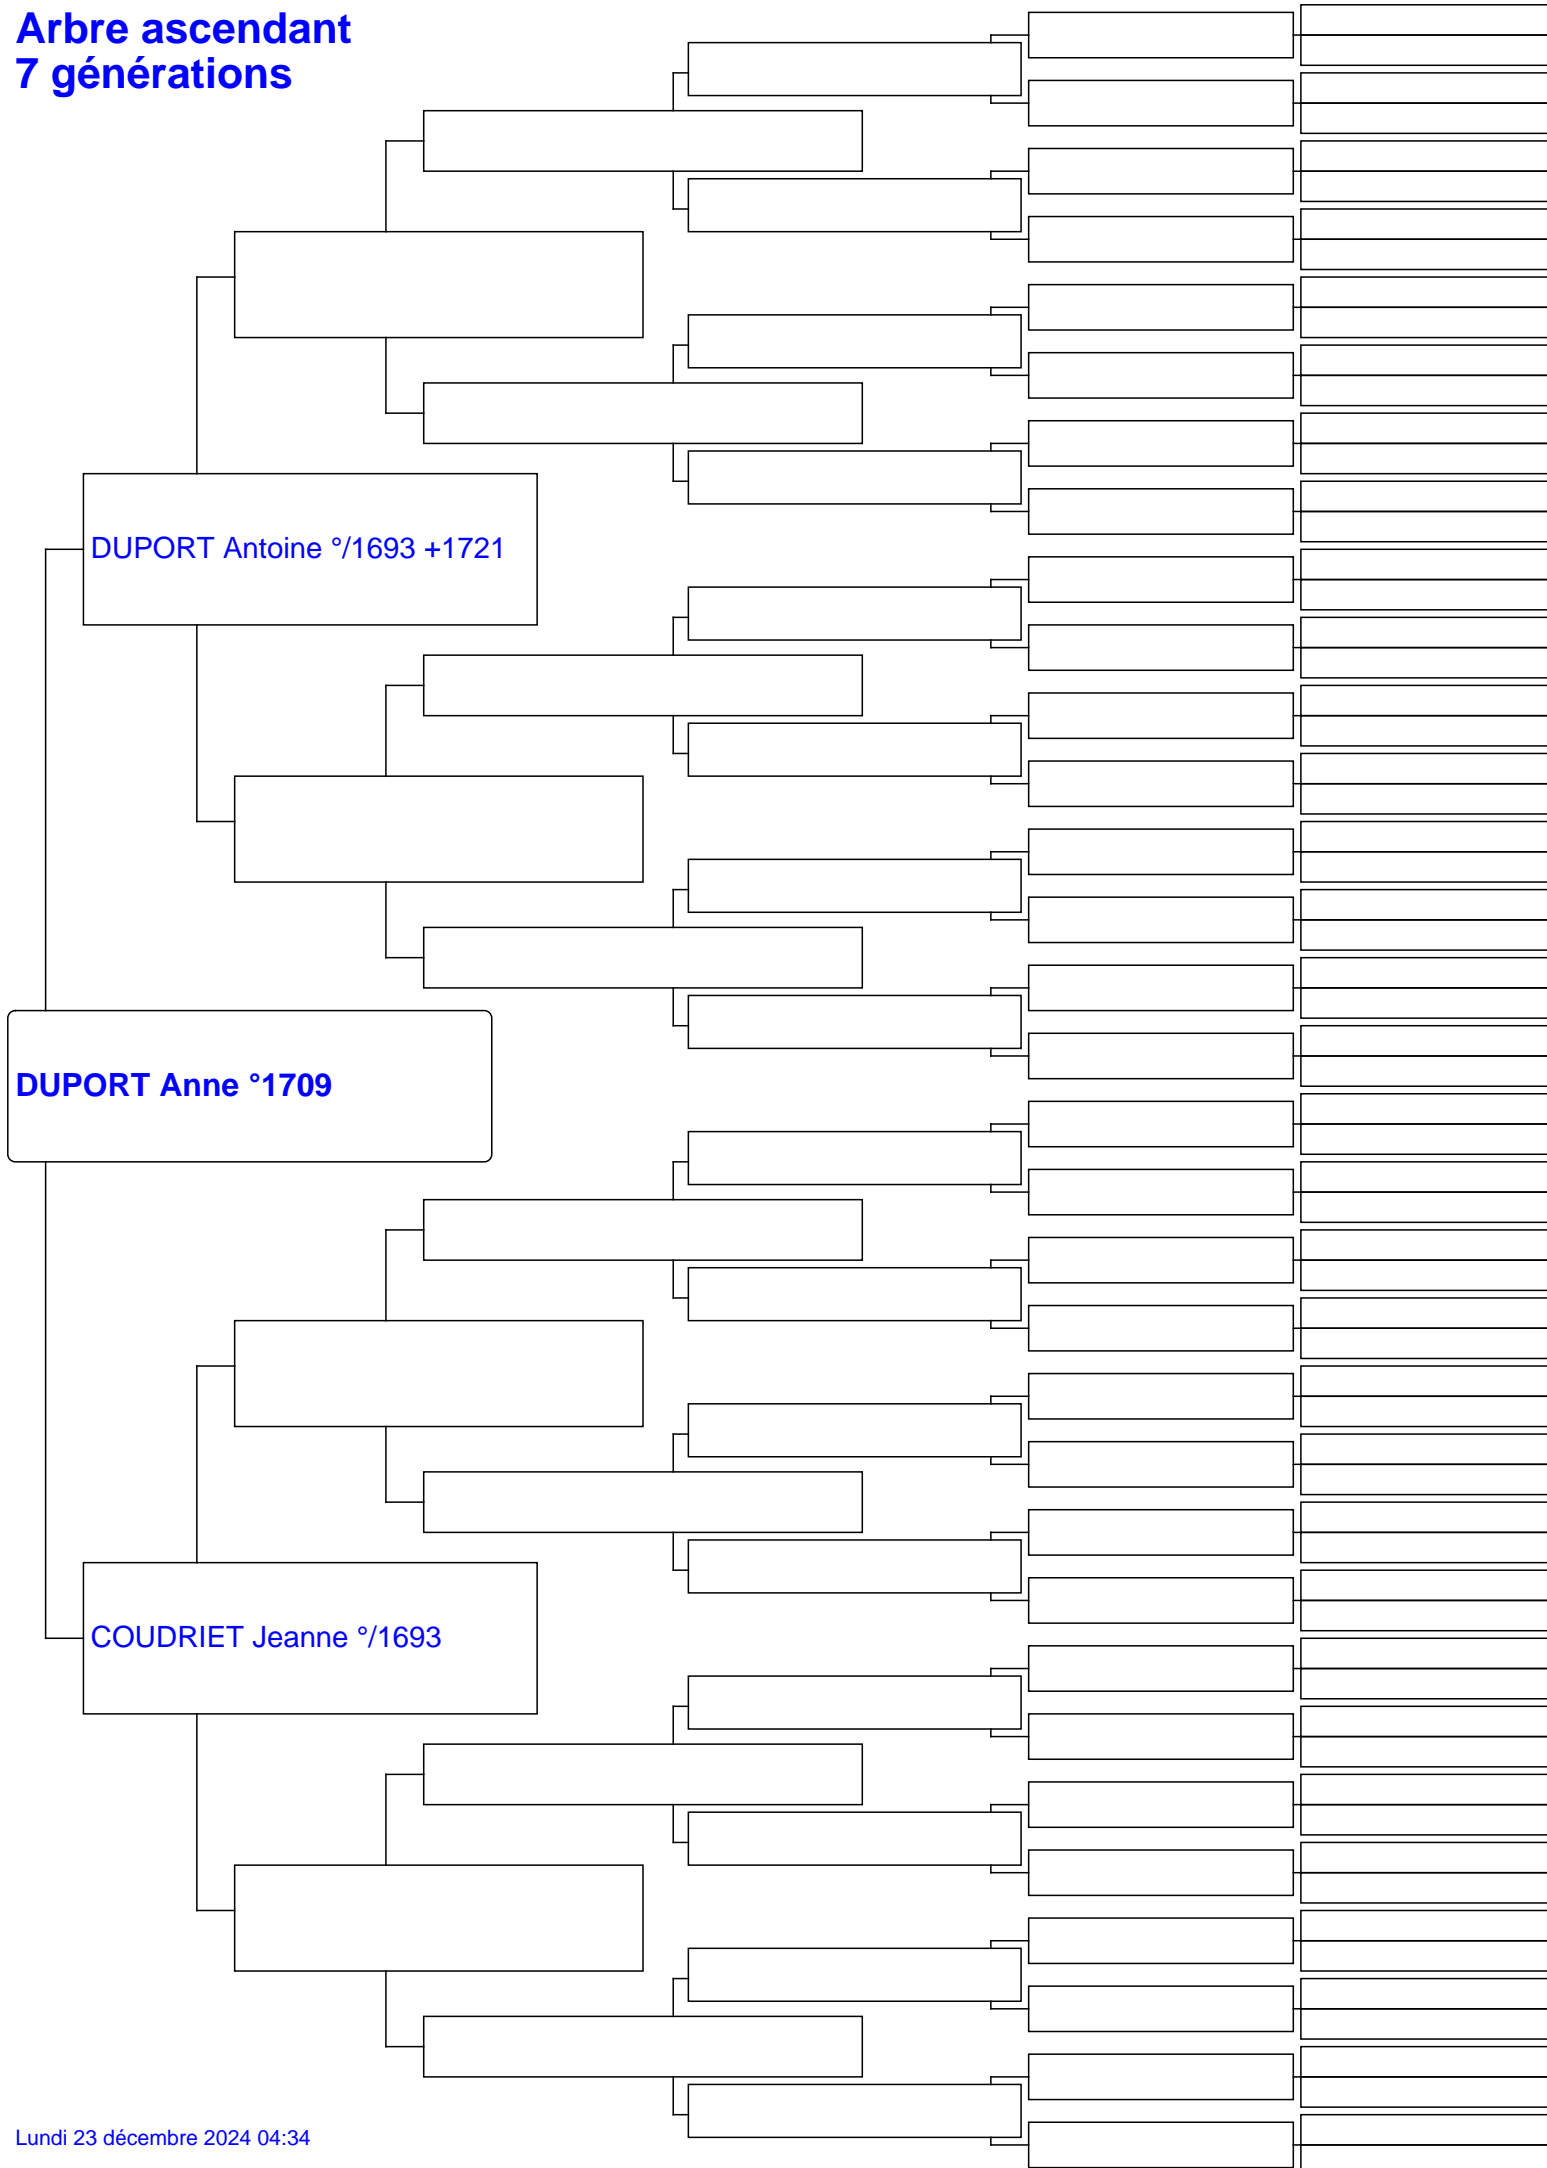 Arbre ascendant
7 générations
DUPORT Antoine °/1693 +1721
DUPORT Anne °1709
COUDRIET Jeanne °/1693
Lundi 23 décembre 2024 04:34